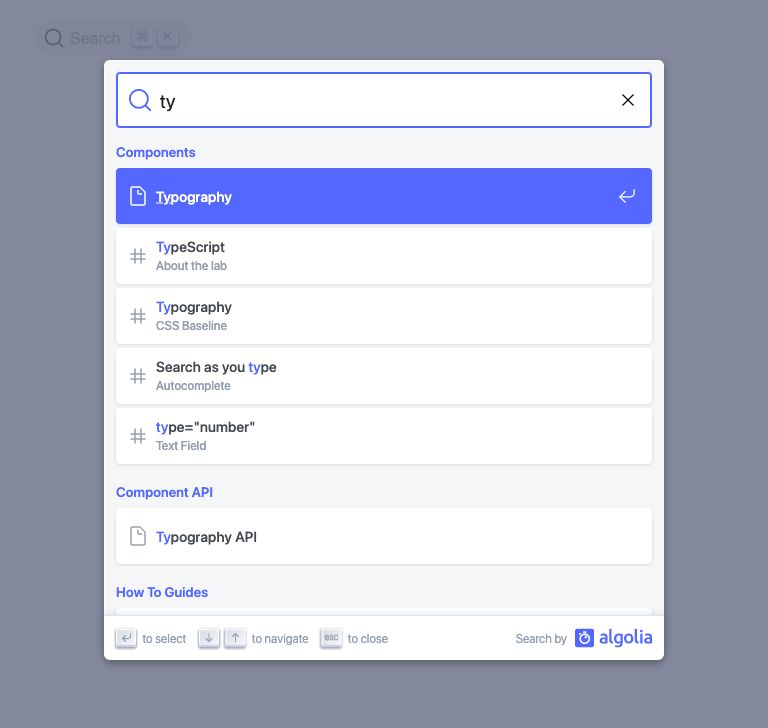 Search ⌘ K
ty
Components
Typography
TypeScript
About the lab
Typography
CSS Baseline
Search as you type
Autocomplete
type="number"
Text Field
Component API
Typography API
How To Guides
to select to navigate esc to close Search by algolia